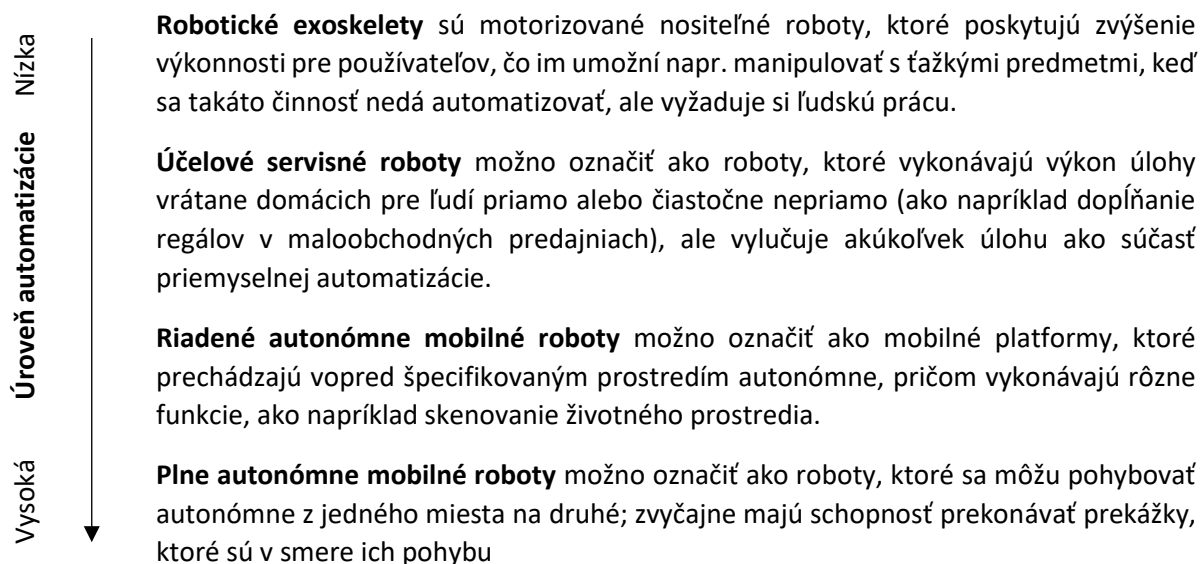 Nízka
Úroveň automatizácie
Vysoká
Robotické exoskelety sú motorizované nositeľné roboty, ktoré poskytujú zvýšenie
výkonnosti pre používateľov, čo im umožní napr. manipulovať s ťažkými predmetmi, keď
sa takáto činnosť nedá automatizovať, ale vyžaduje si ľudskú prácu.
Účelové servisné roboty možno označiť ako roboty, ktoré vykonávajú výkon úlohy
vrátane domácich pre ľudí priamo alebo čiastočne nepriamo (ako napríklad dopĺňanie
regálov v maloobchodných predajniach), ale vylučuje akúkoľvek úlohu ako súčasť
priemyselnej automatizácie.
Riadené autonómne mobilné roboty možno označiť ako mobilné platformy, ktoré
prechádzajú vopred špecifikovaným prostredím autonómne, pričom vykonávajú rôzne
funkcie, ako napríklad skenovanie životného prostredia.
Plne autonómne mobilné roboty možno označiť ako roboty, ktoré sa môžu pohybovať
autonómne z jedného miesta na druhé; zvyčajne majú schopnosť prekonávať prekážky,
ktoré sú v smere ich pohybu